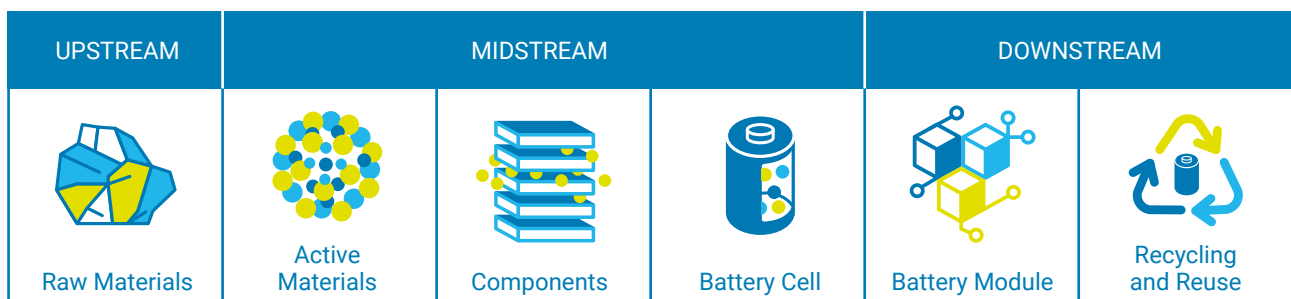 UPSTREAM
MIDSTREAM
DOWNSTREAM
Raw Materials
Active
Materials
Components
Battery Cell
Battery Module
Recycling
and Reuse